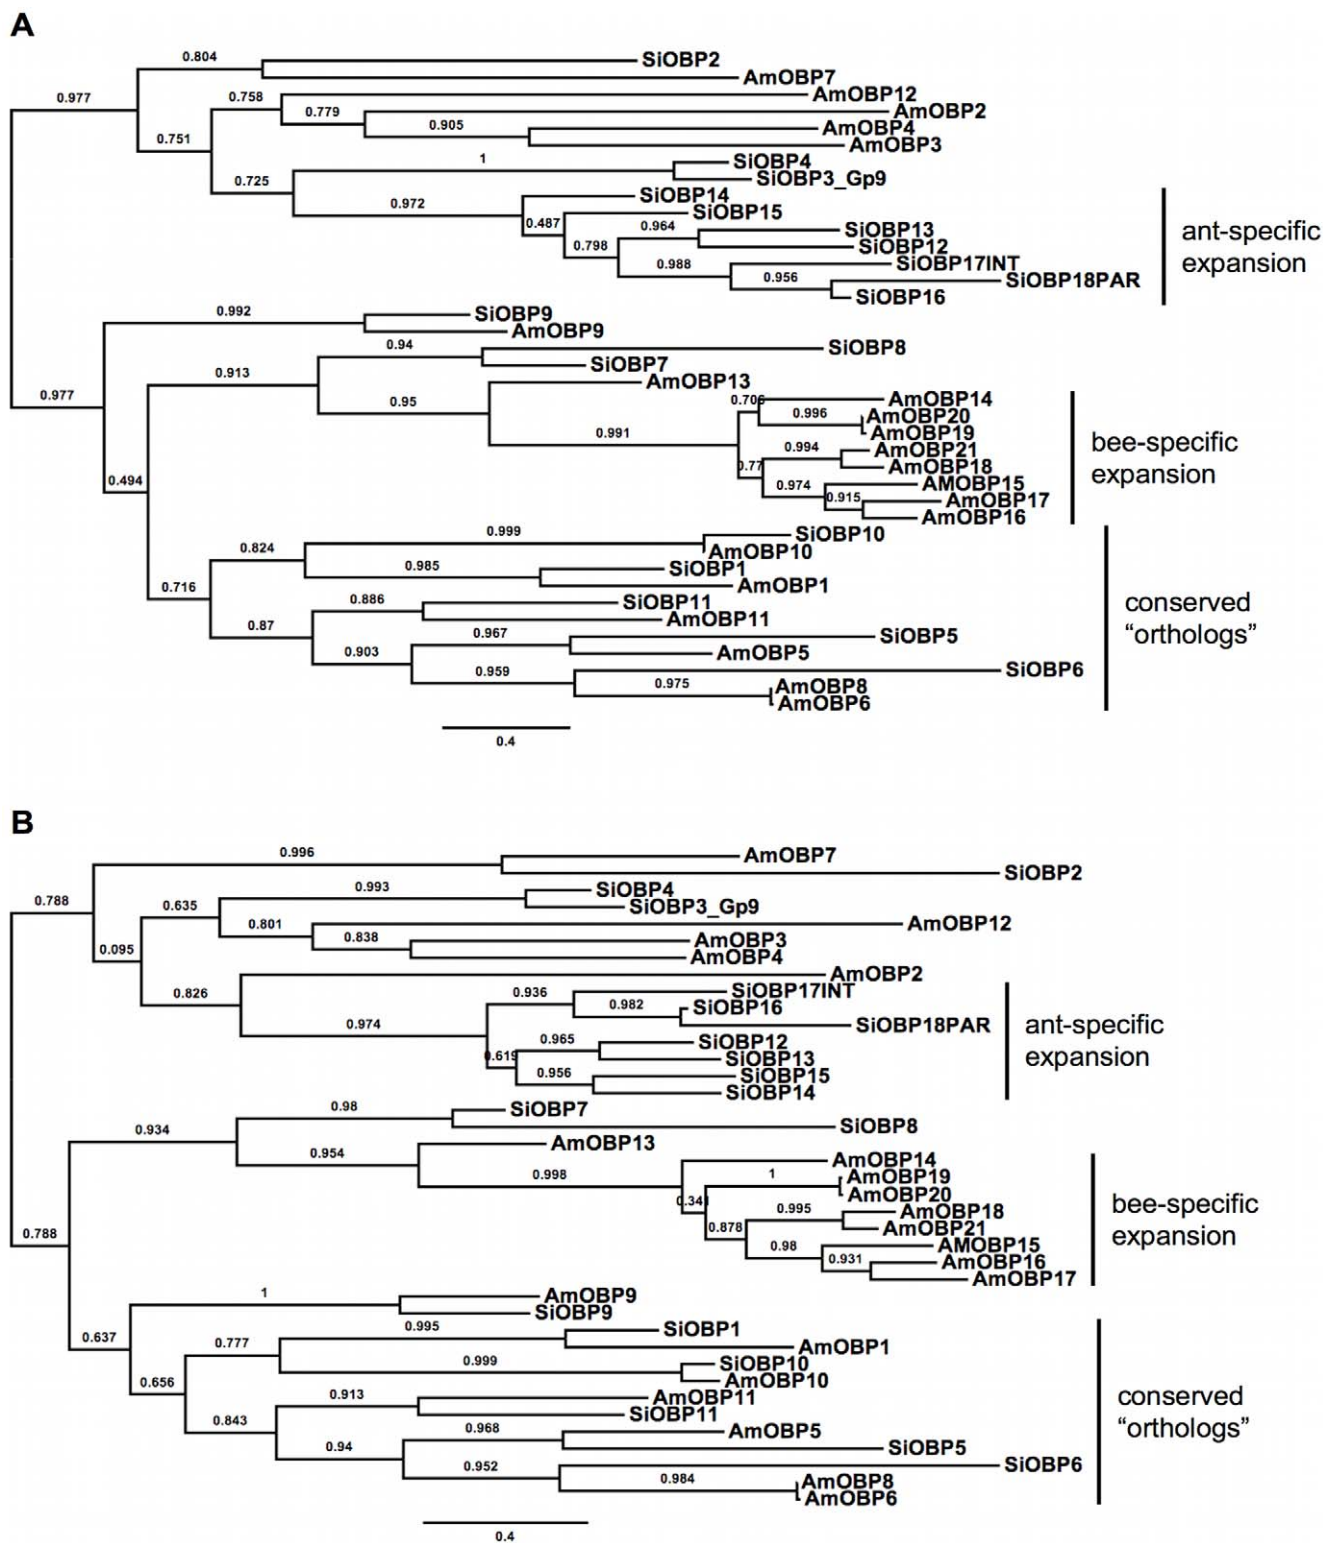 A
0.804
SiOBP2
AmOBP7
0.977
0.758
AmOBP12
0.779
AmOBP2
0.751
0.905
AmOBP4
AmOBP3
1
SiOBP4
0.725
SiOBP3_Gp9
0.972
SiOBP14
0.487
SiOBP15
0.964
SiOBP13
0.798
SiOBP12
0.988
SiOBP17INT
0.956
SiOBP18PAR
SiOBP16
ant-specific
expansion
0.992
SiOBP9
AmOBP9
0.94
SiOBP8
0.913
SiOBP7
0.977
AmOBP13
0.95
0.706
AmOBP14
0.996
AmOBP20
0.991
AmOBP19
0.994
AmOBP21
0.77
AmOBP18
0.494
0.974
AMOBP15
0.915
AmOBP17
AmOBP16
bee-specific
expansion
0.999
SiOBP10
0.824
AmOBP10
0.985
SiOBP1
0.716
AmOBP1
0.886
SiOBP11
0.87
AmOBP11
0.967
SiOBP5
0.903
AmOBP5
0.959
SiOBP6
0.975
AmOBP8
AmOBP6
conserved
“orthologs”
0.4
B
0.996
AmOBP7
SiOBP2
0.788
0.993
SiOBP4
0.635
SiOBP3_Gp9
0.801
AmOBP12
0.095
0.838
AmOBP3
AmOBP4
0.826
AmOBP2
0.936
SiOBP17INT
0.982
SiOBP16
0.974
SiOBP18PAR
0.965
SiOBP12
0.619
SiOBP13
0.956
SiOBP15
SiOBP14
ant-specific
expansion
0.98
SiOBP7
0.934
SiOBP8
0.954
AmOBP13
0.998
AmOBP14
1
AmOBP19
0.341
AmOBP20
0.995
AmOBP18
0.878
AmOBP21
0.788
0.98
AMOBP15
0.931
AmOBP16
AmOBP17
bee-specific
expansion
1
AmOBP9
SiOBP9
0.637
0.995
SiOBP1
0.777
AmOBP1
0.999
SiOBP10
0.656
AmOBP10
0.913
AmOBP11
0.843
SiOBP11
0.968
AmOBP5
0.94
SiOBP5
0.952
SiOBP6
0.984
AmOBP8
AmOBP6
conserved
“orthologs”
0.4